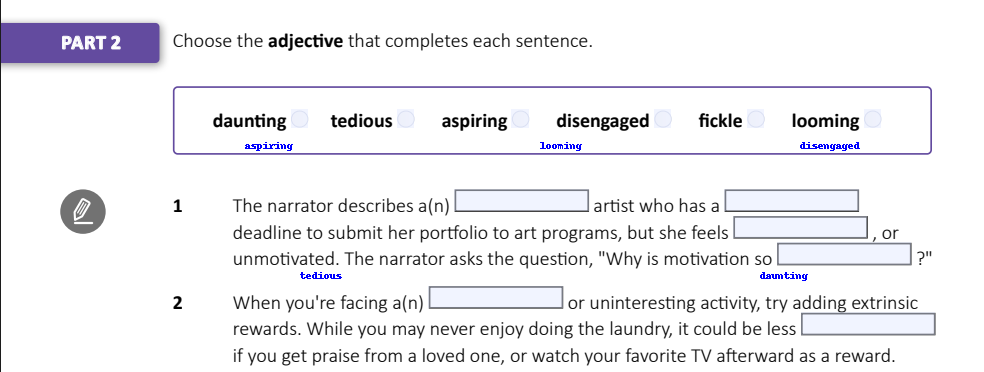 PART 2 Choose the adjective that completes each sentence.
daunting tedious aspiring disengaged fickle looming
aspiring looming disengaged
1 The narrator describes a(n) artist who has a
deadline to submit her portfolio to art programs, but she feels , or
unmotivated. The narrator asks the question, "Why is motivation so ?"
tedious daunting
2 When you're facing a(n) or uninteresting activity, try adding extrinsic
rewards. While you may never enjoy doing the laundry, it could be less
if you get praise from a loved one, or watch your favorite TV afterward as a reward.